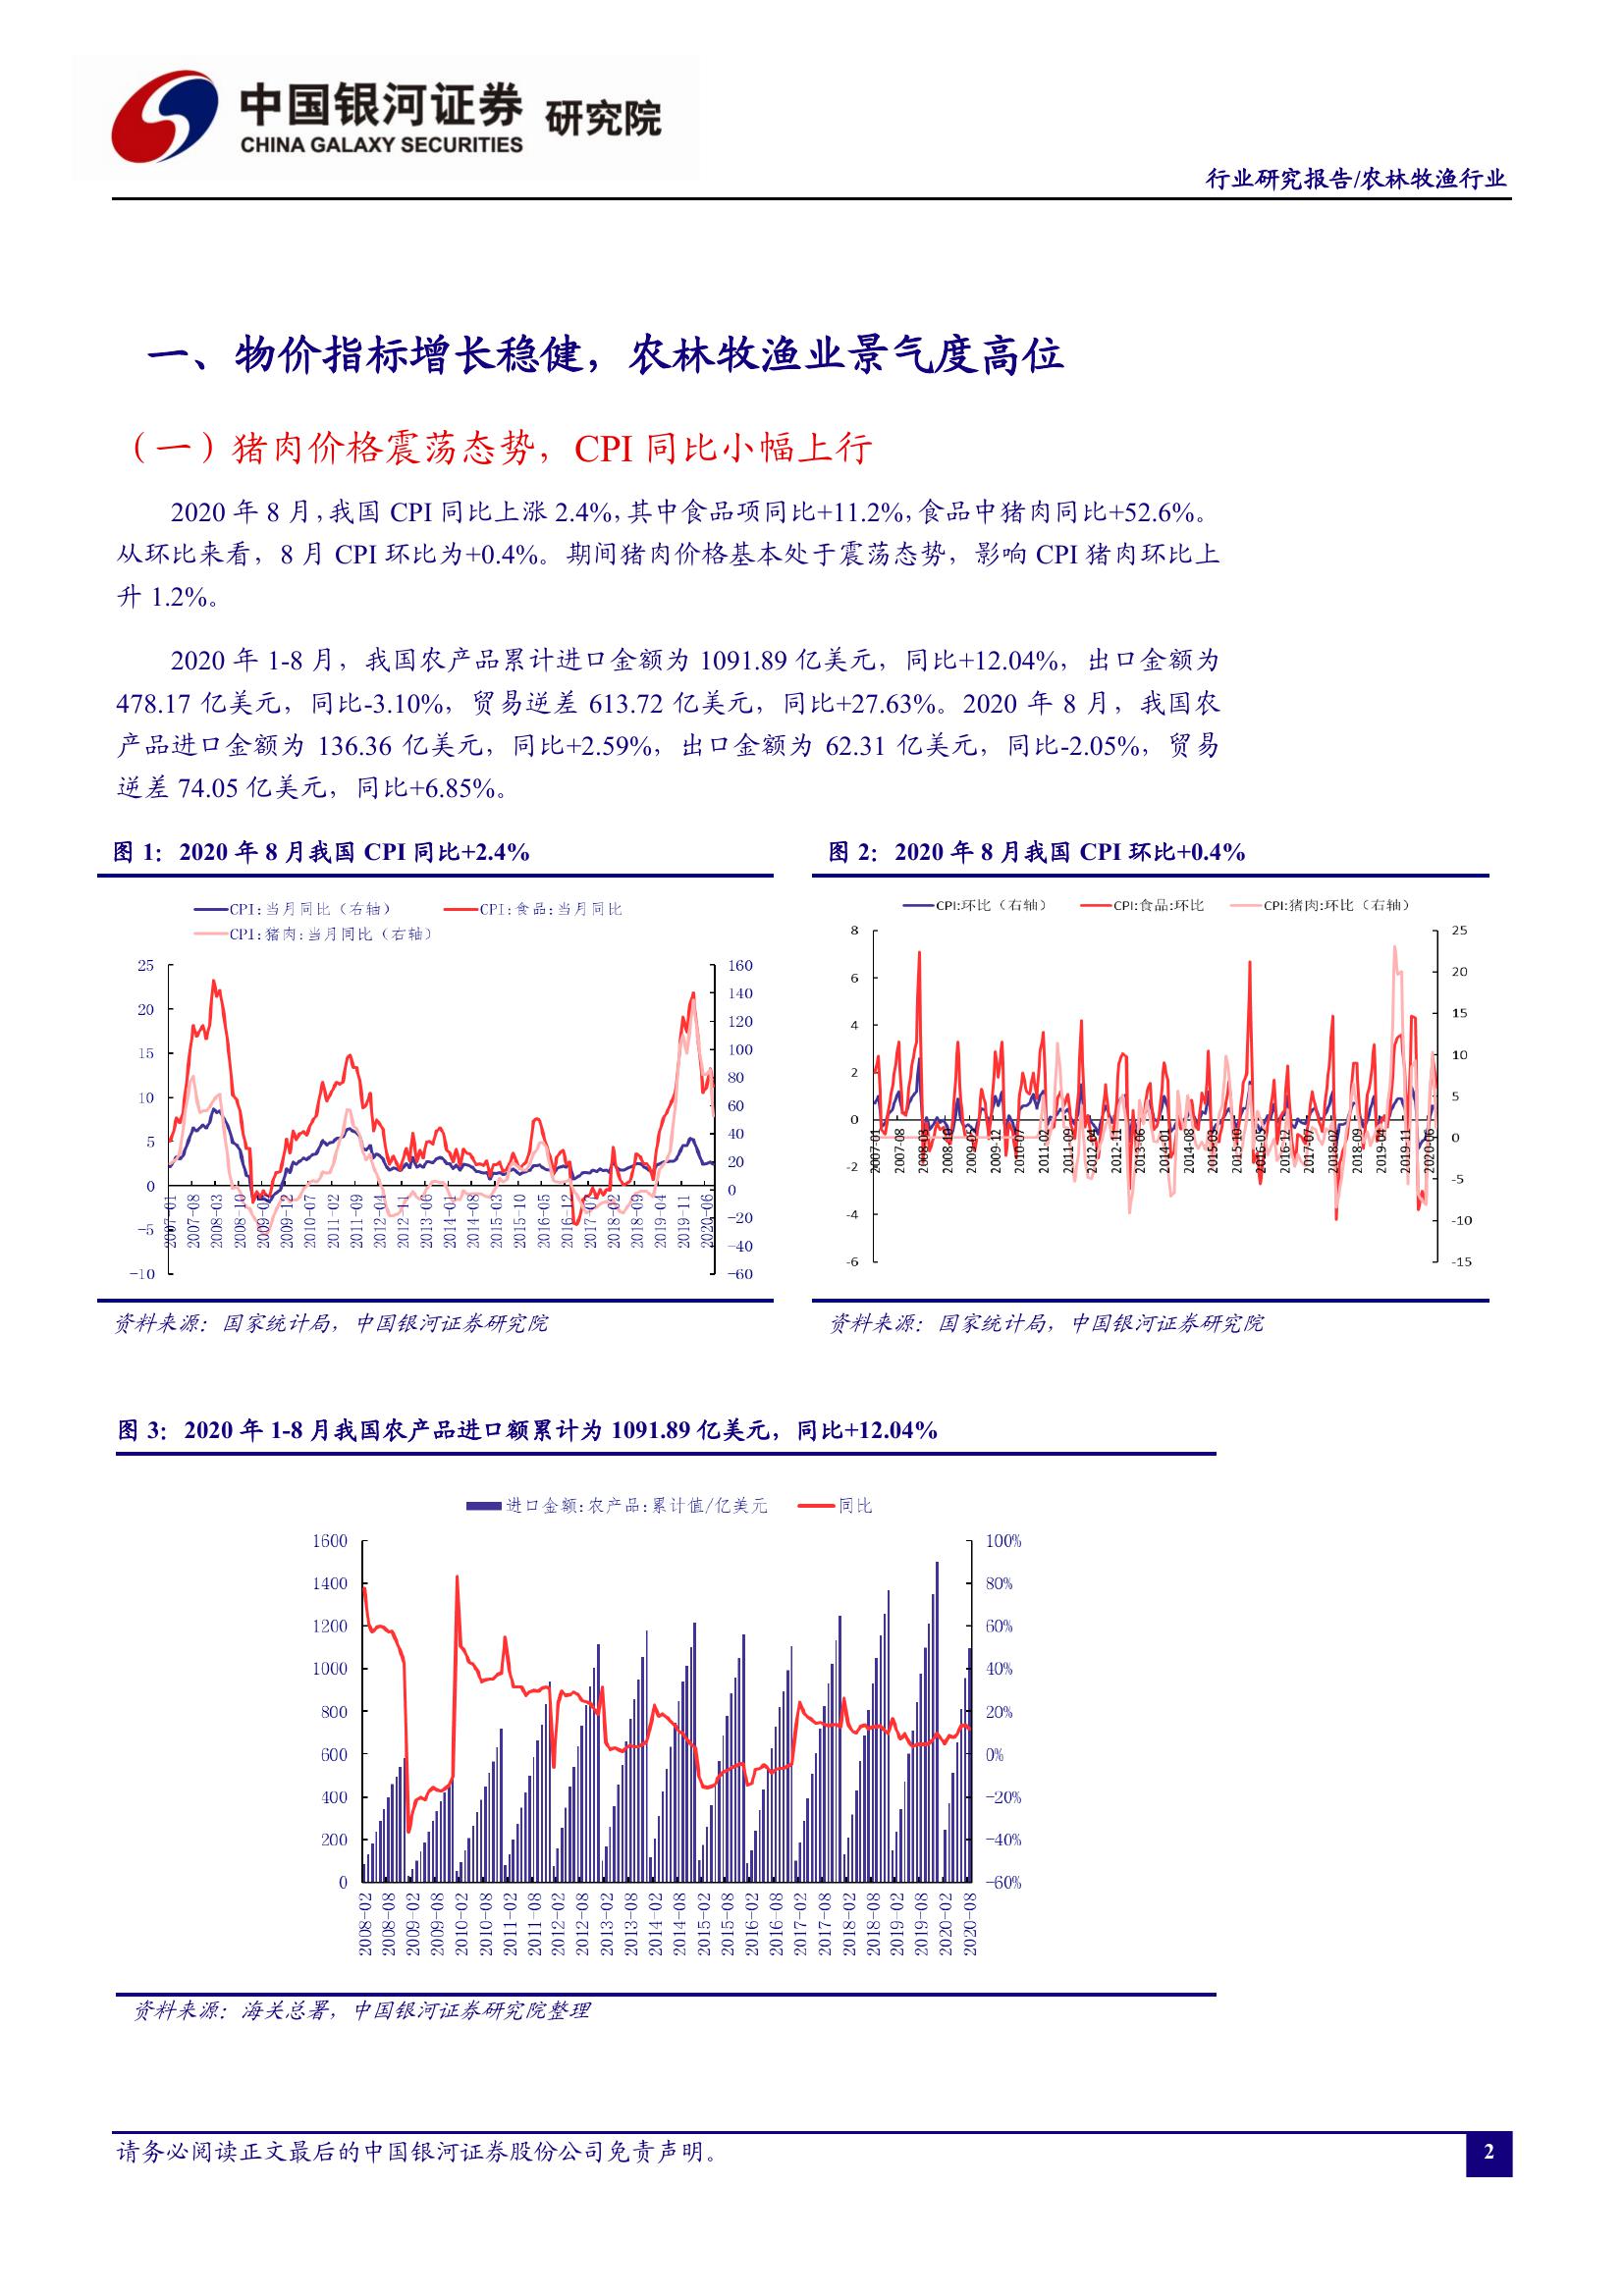 中国银河证券 研究院
CHINA GALAXY SECURITIES
行业研究报告/农林牧渔行业
一、物价指标增长稳健，农林牧渔业景气度高位
（一）猪肉价格震荡态势，CPI 同比小幅上行
2020 年 8 月，我国 CPI 同比上涨 2.4%，其中食品项同比+11.2%，食品中猪肉同比+52.6%。
从环比来看，8 月 CPI 环比为+0.4%。期间猪肉价格基本处于震荡态势，影响 CPI 猪肉环比上
升 1.2%。
2020 年 1-8 月，我国农产品累计进口金额为 1091.89 亿美元，同比+12.04%，出口金额为
478.17 亿美元，同比-3.10%，贸易逆差 613.72 亿美元，同比+27.63%。2020 年 8 月，我国农
产品进口金额为 136.36 亿美元，同比+2.59%，出口金额为 62.31 亿美元，同比-2.05%，贸易
逆差 74.05 亿美元，同比+6.85%。
图 1：2020 年 8 月我国 CPI 同比+2.4%
CPI:当月同比（右轴） CPI:食品:当月同比
CPI:猪肉:当月同比（右轴）
25
20
15
10
5
0
-5
-10
160
140
120
100
80
60
40
20
0
-20
-40
-60
2007-01 2007-08 2008-03 2008-10 2009-05 2009-12 2010-07 2011-02 2011-09 2012-04 2012-11 2013-06 2014-01 2014-08 2015-03 2015-10 2016-05 2016-12 2017-07 2018-02 2018-09 2019-04 2019-11 2020-06
资料来源：国家统计局，中国银河证券研究院
图 2：2020 年 8 月我国 CPI 环比+0.4%
CPI:环比（右轴） CPI:食品:环比 CPI:猪肉:环比（右轴）
8
6
4
2
0
-2
-4
-6
25
20
15
10
5
0
-5
-10
-15
2007-01 2007-08 2008-03 2008-10 2009-05 2009-12 2010-07 2011-02 2011-09 2012-04 2012-11 2013-06 2014-01 2014-08 2015-03 2015-10 2016-05 2016-12 2017-07 2018-02 2018-09 2019-04 2019-11 2020-06
资料来源：国家统计局，中国银河证券研究院
图 3：2020 年 1-8 月我国农产品进口额累计为 1091.89 亿美元，同比+12.04%
进口金额:农产品:累计值/亿美元 同比
1600
1400
1200
1000
800
600
400
200
0
100%
80%
60%
40%
20%
0%
-20%
-40%
-60%
2008-02 2008-08 2009-02 2009-08 2010-02 2010-08 2011-02 2011-08 2012-02 2012-08 2013-02 2013-08 2014-02 2014-08 2015-02 2015-08 2016-02 2016-08 2017-02 2017-08 2018-02 2018-08 2019-02 2019-08 2020-02 2020-08
资料来源：海关总署，中国银河证券研究院整理
请务必阅读正文最后的中国银河证券股份公司免责声明。
2